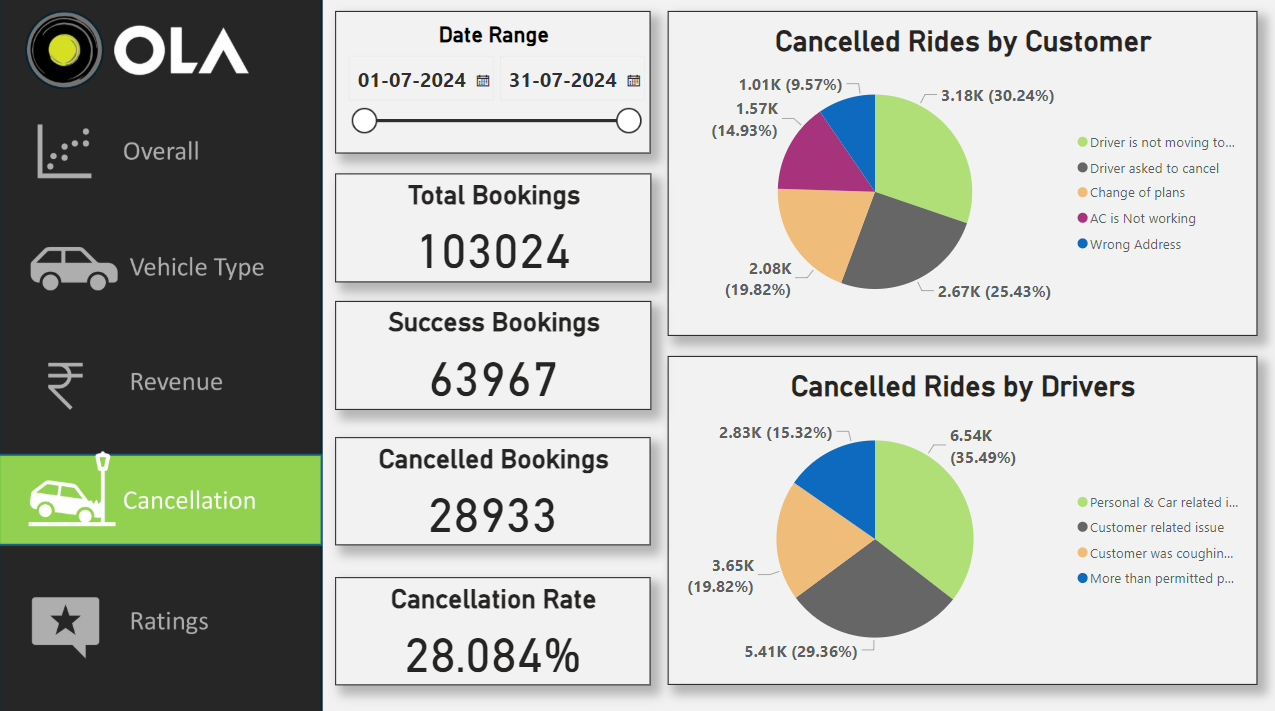 OLA
Overall
Vehicle Type
Revenue
Cancellation
Ratings
Date Range
01-07-2024 31-07-2024
Total Bookings
103024
Success Bookings
63967
Cancelled Bookings
28933
Cancellation Rate
28.084%
Cancelled Rides by Customer
1.01K (9.57%)
3.18K (30.24%)
1.57K
(14.93%)
2.08K
(19.82%)
2.67K (25.43%)
Driver is not moving to...
Driver asked to cancel
Change of plans
AC is Not working
Wrong Address
Cancelled Rides by Drivers
2.83K (15.32%)
6.54K
(35.49%)
3.65K
(19.82%)
5.41K (29.36%)
Personal & Car related i...
Customer related issue
Customer was coughin...
More than permitted p...